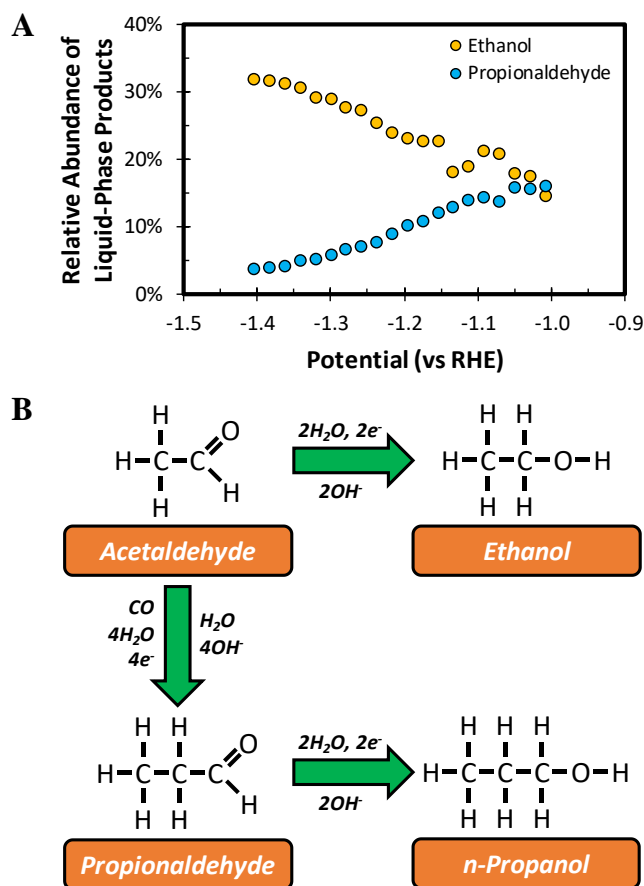 A
Relative Abundance of
Liquid-Phase Products
40%
30%
20%
10%
0%
Ethanol
Propionaldehyde
-1.5 -1.4 -1.3 -1.2 -1.1 -1.0 -0.9
Potential (vs RHE)
B
H
H C C O
H
H
2H₂O, 2e⁻
2OH⁻
H H
H C C O H
H H
Acetaldehyde
Ethanol
CO
4H₂O
4e⁻
H₂O
4OH⁻
H H
H C C C O
H
H H
2H₂O, 2e⁻
2OH⁻
H H H
H C C C O H
H H H
Propionaldehyde
n-Propanol